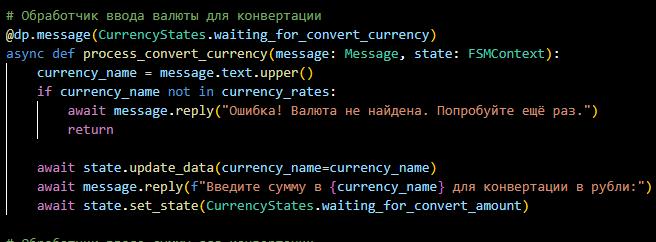 # Обработчик ввода валюты для конвертации
@dp.message(CurrencyStates.waiting_for_convert_currency)
async def process_convert_currency(message: Message, state: FSMContext):
    currency_name = message.text.upper()
    if currency_name not in currency_rates:
        await message.reply("Ошибка! Валюта не найдена. Попробуйте ещё раз.")
        return

    await state.update_data(currency_name=currency_name)
    await message.reply(f"Введите сумму в {currency_name} для конвертации в рубли:")
    await state.set_state(CurrencyStates.waiting_for_convert_amount)